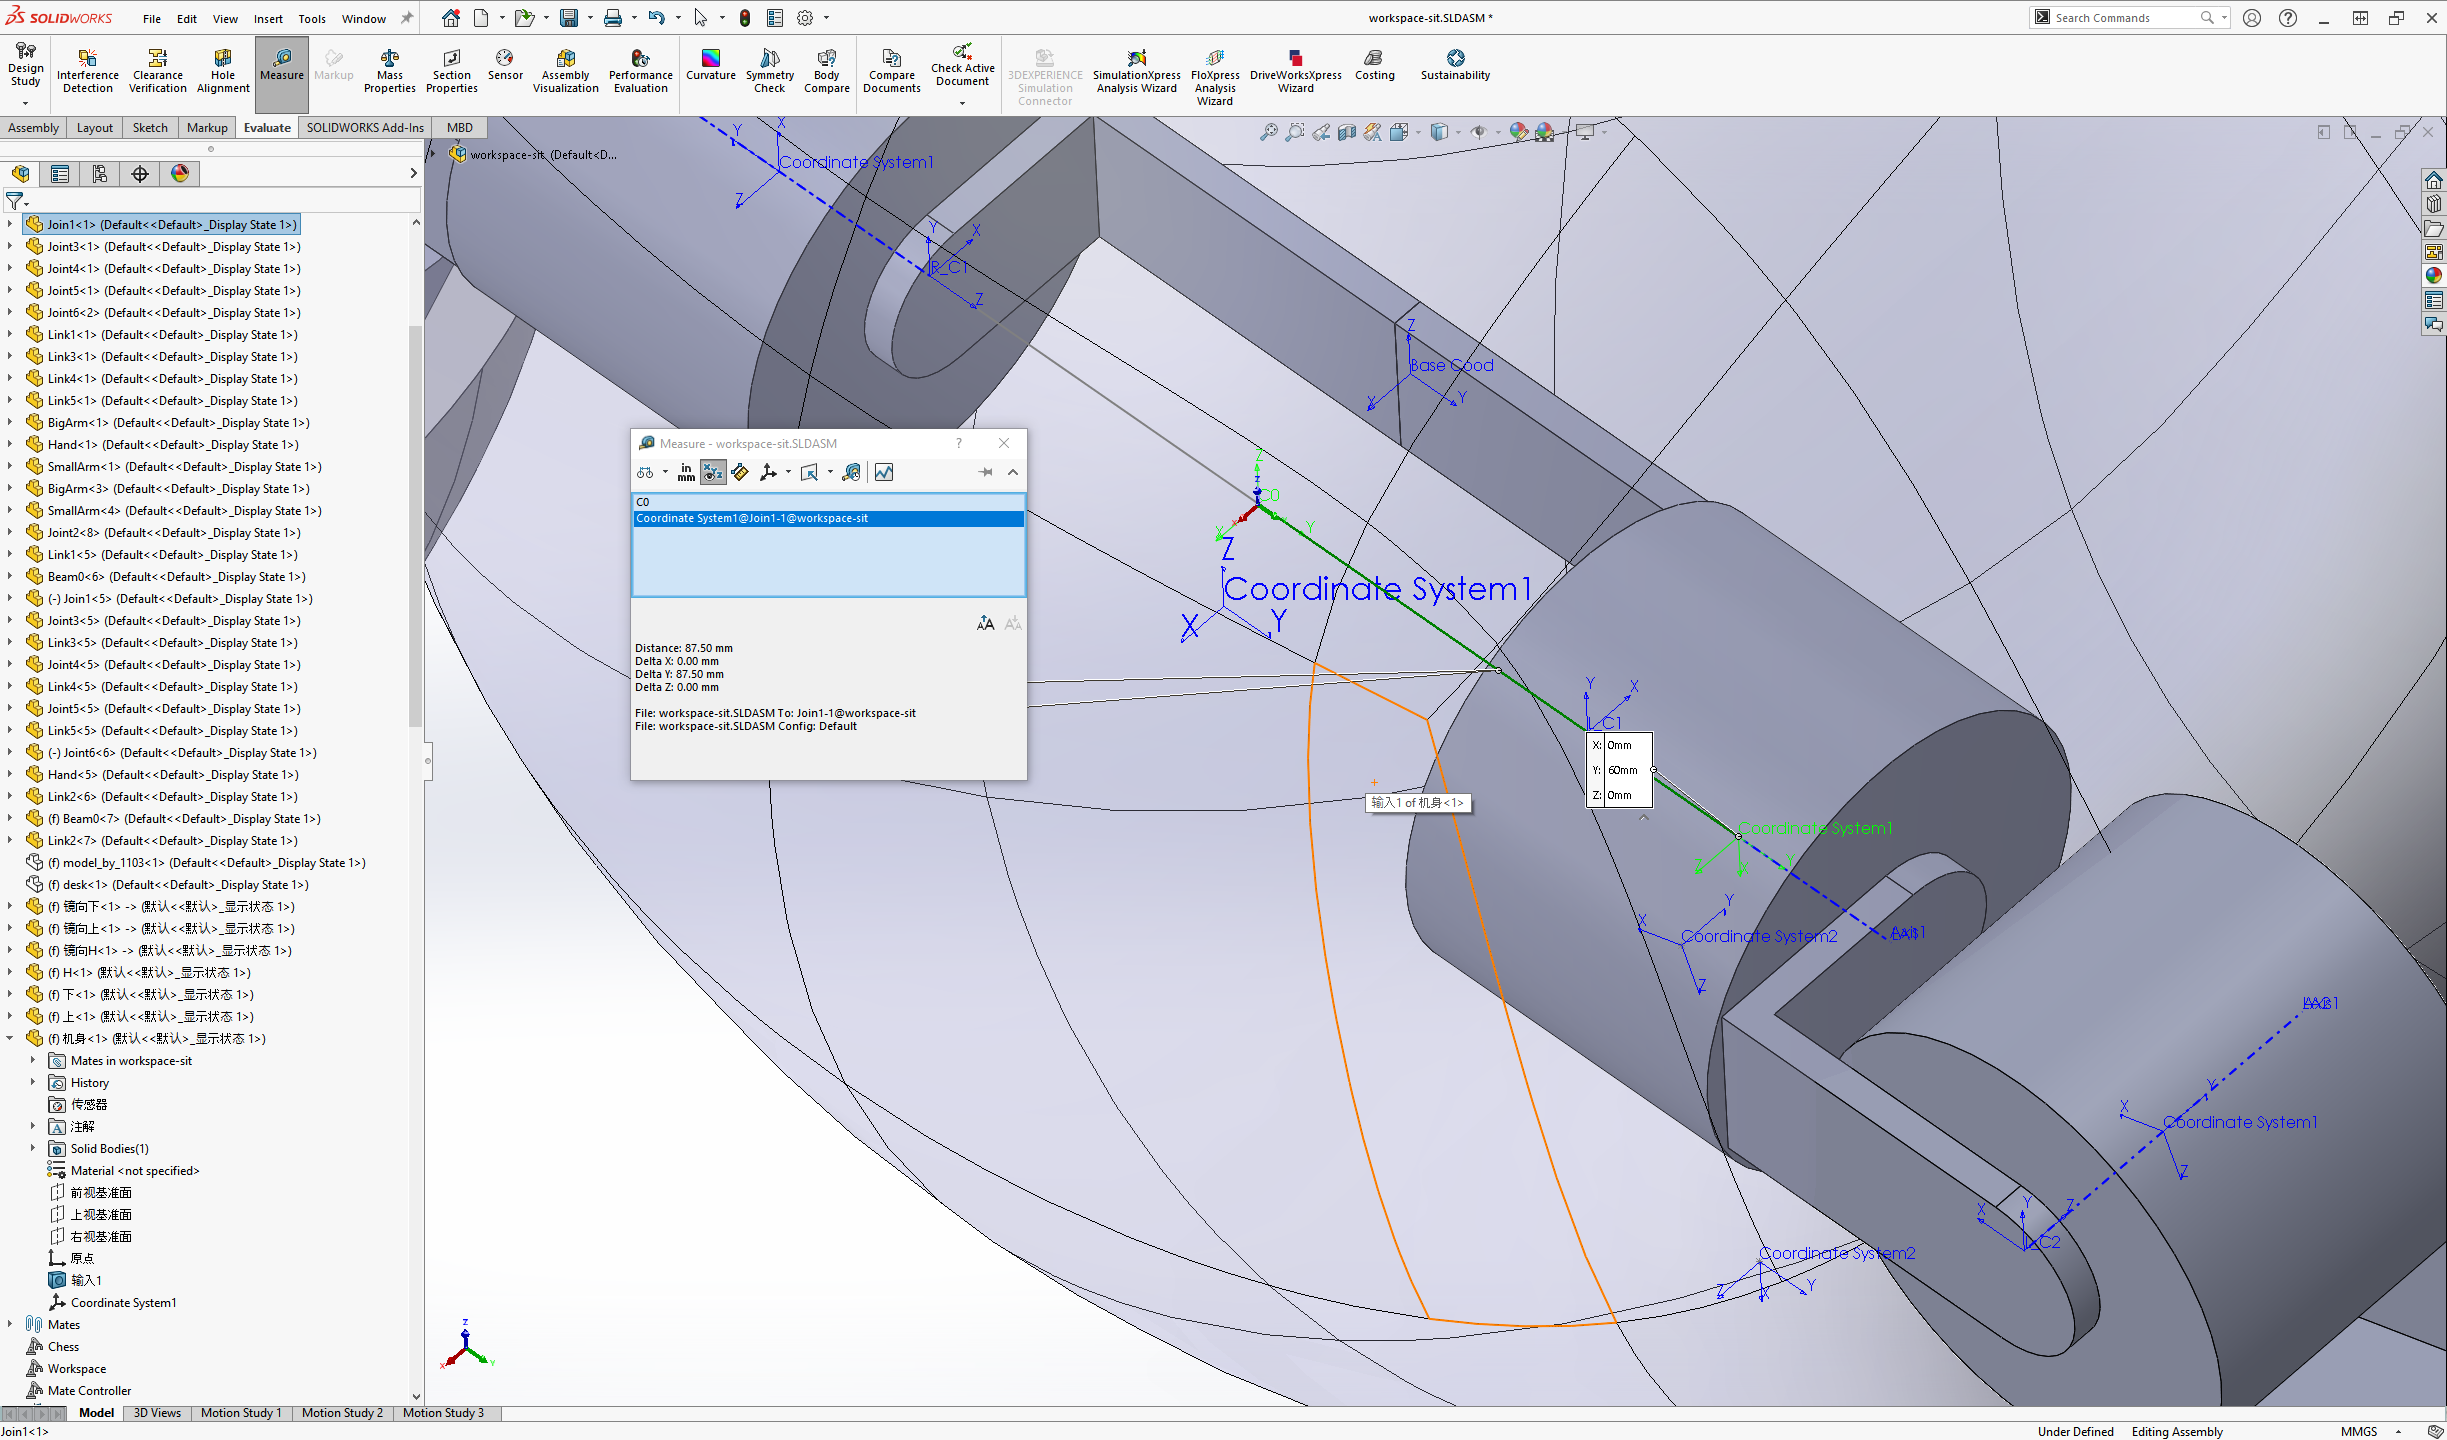 SOLIDWORKS
File Edit View Insert Tools Window
workspace-sit.SLDASM *
Search Commands
Design Study
Interference Detection
Clearance Verification
Hole Alignment
Measure
Markup
Mass Properties
Section Properties
Sensor
Assembly Visualization
Performance Evaluation
Curvature
Symmetry Check
Body Compare
Compare Documents
Check Active Document
3DEXPERIENCE Simulation Connector
SimulationXpress Analysis Wizard
FloXpress Analysis Wizard
DriveWorksXpress Wizard
Costing
Sustainability
Assembly Layout Sketch Markup Evaluate SOLIDWORKS Add-Ins MBD
workspace-sit. (Default<D...
Join1<1> (Default<<Default>_Display State 1>)
Joint3<1> (Default<<Default>_Display State 1>)
Joint4<1> (Default<<Default>_Display State 1>)
Joint5<1> (Default<<Default>_Display State 1>)
Joint6<2> (Default<<Default>_Display State 1>)
Link1<1> (Default<<Default>_Display State 1>)
Link3<1> (Default<<Default>_Display State 1>)
Link4<1> (Default<<Default>_Display State 1>)
Link5<1> (Default<<Default>_Display State 1>)
BigArm<1> (Default<<Default>_Display State 1>)
Hand<1> (Default<<Default>_Display State 1>)
SmallArm<1> (Default<<Default>_Display State 1>)
BigArm<3> (Default<<Default>_Display State 1>)
SmallArm<4> (Default<<Default>_Display State 1>)
Joint2<8> (Default<<Default>_Display State 1>)
Link1<5> (Default<<Default>_Display State 1>)
Beam0<6> (Default<<Default>_Display State 1>)
(-) Join1<5> (Default<<Default>_Display State 1>)
Joint3<5> (Default<<Default>_Display State 1>)
Link3<5> (Default<<Default>_Display State 1>)
Joint4<5> (Default<<Default>_Display State 1>)
Link4<5> (Default<<Default>_Display State 1>)
Joint5<5> (Default<<Default>_Display State 1>)
Link5<5> (Default<<Default>_Display State 1>)
(-) Joint6<6> (Default<<Default>_Display State 1>)
Hand<5> (Default<<Default>_Display State 1>)
Link2<6> (Default<<Default>_Display State 1>)
(f) Beam0<7> (Default<<Default>_Display State 1>)
Link2<7> (Default<<Default>_Display State 1>)
(f) model_by_1103<1> (Default<<Default>_Display State 1>)
(f) desk<1> (Default<<Default>_Display State 1>)
(f) 镜向下<1> -> (默认<<默认>_显示状态 1>)
(f) 镜向上<1> -> (默认<<默认>_显示状态 1>)
(f) 镜向H<1> -> (默认<<默认>_显示状态 1>)
(f) H<1> (默认<<默认>_显示状态 1>)
(f) 下<1> (默认<<默认>_显示状态 1>)
(f) 上<1> (默认<<默认>_显示状态 1>)
(f) 机身<1> (默认<<默认>_显示状态 1>)
Mates in workspace-sit
History
传感器
注解
Solid Bodies(1)
Material <not specified>
前视基准面
上视基准面
右视基准面
原点
输入1
Coordinate System1
Mates
Chess
Workspace
Mate Controller
Model 3D Views Motion Study 1 Motion Study 2 Motion Study 3
Join1<1>
Under Defined Editing Assembly MMGS
Measure - workspace-sit.SLDASM
in
mm
C0
Coordinate System1@Join1-1@workspace-sit
Distance: 87.50 mm
Delta X: 0.00 mm
Delta Y: 87.50 mm
Delta Z: 0.00 mm
File: workspace-sit.SLDASM To: Join1-1@workspace-sit
File: workspace-sit.SLDASM Config: Default
X Y Z
Coordinate System1
Y X
R_C1
Z
Z
Base Cood
X Y
Z
C0
Y
Z
Coordinate System1
X Y
Y X
L_C1
X: 0mm
Y: 60mm
Z: 0mm
输入1 of 机身<1>
Coordinate System1
Y
X Y
Coordinate System2
Z
Axis1
X Y
Coordinate System1
Z
X Y Z
L_C2
Coordinate System2
Z X Y
Z
X Y